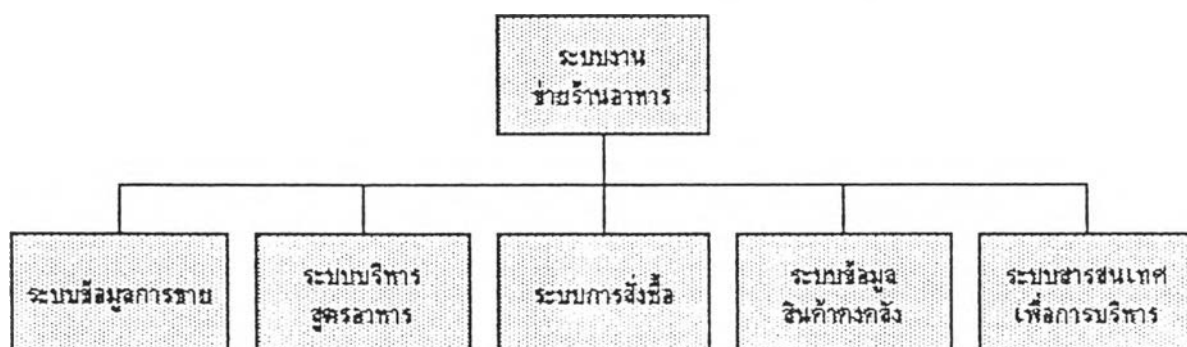 ระบบงาน
ข่ายร้านอาหาร
ระบบข้อมูลการขาย
ระบบบริหาร
สูตรอาหาร
ระบบการสั่งซื้อ
ระบบข้อมูล
สินค้าคงคลัง
ระบบสารสนเทศ
เพื่อการบริหาร